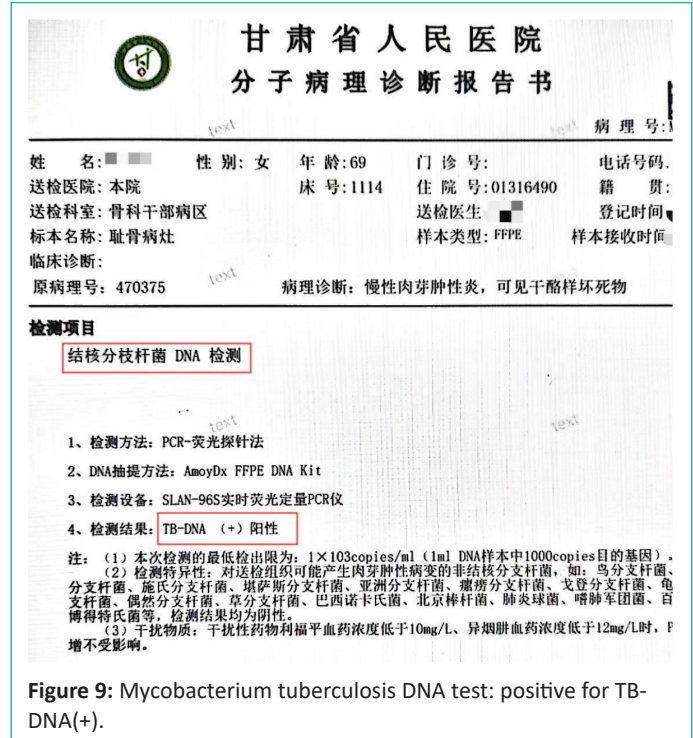 甘肃省人民医院
分子病理诊断报告书
text
text
病 理 号:
姓 名: 性 别: 女 年 龄:69 门 诊 号: 电话号码.
送检医院: 本院 床 号:1114 住 院 号:01316490 籍 贯:
送检科室: 骨科干部病区 送检医生 登记时间
标本名称: 耻骨病灶 样本类型: FFPE 样本接收时间
临床诊断:
text
原病理号: 470375 病理诊断: 慢性肉芽肿性炎，可见干酪样坏死物
检测项目
结核分枝杆菌 DNA 检测
text
text
1、检测方法: PCR-荧光探针法
2、DNA抽提方法: AmoyDx FFPE DNA Kit
3、检测设备: SLAN-96S实时荧光定量PCR仪
4、检测结果: TB-DNA （+）阳性
注: （1）本次检测的最低检出限为: 1×103copies/ml（1ml DNA样本中1000copies目的基因）。
（2）检测特异性: 对送检组织可能产生肉芽肿性病变的非结核分支杆菌，如: 鸟分支杆菌、
分支杆菌、施氏分支杆菌、堪萨斯分支杆菌、亚洲分支杆菌、瘰疬分支杆菌、戈登分支杆菌、龟
支杆菌、偶然分支杆菌、草分支杆菌、巴西诺卡氏菌、北京棒杆菌、肺炎球菌、嗜肺军团菌、百
博得特氏菌等，检测结果均为阴性。
（3）干扰物质: 干扰性药物利福平血药浓度低于10mg/L、异烟肼血药浓度低于12mg/L时，P
增不受影响。
Figure 9: Mycobacterium tuberculosis DNA test: positive for TB-
DNA(+).